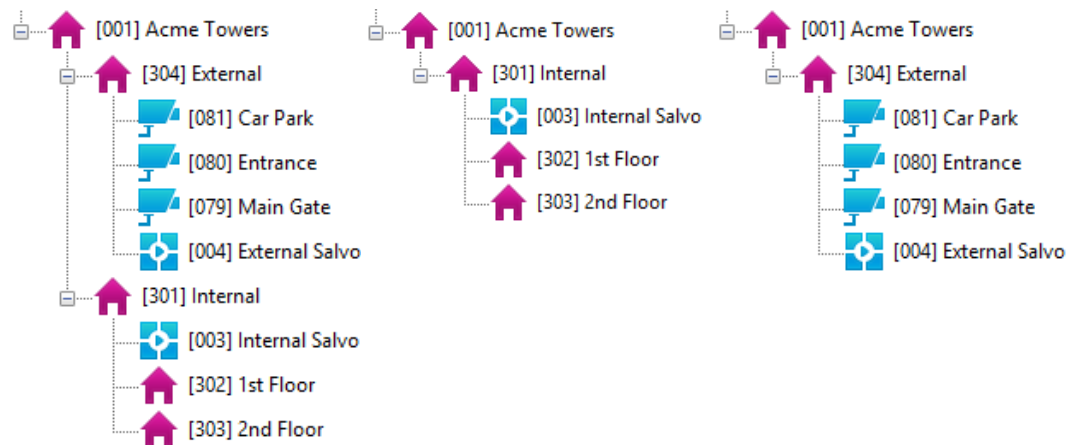 [001] Acme Towers
[304] External
[081] Car Park
[080] Entrance
[079] Main Gate
[004] External Salvo
[301] Internal
[003] Internal Salvo
[302] 1st Floor
[303] 2nd Floor
[001] Acme Towers
[301] Internal
[003] Internal Salvo
[302] 1st Floor
[303] 2nd Floor
[001] Acme Towers
[304] External
[081] Car Park
[080] Entrance
[079] Main Gate
[004] External Salvo